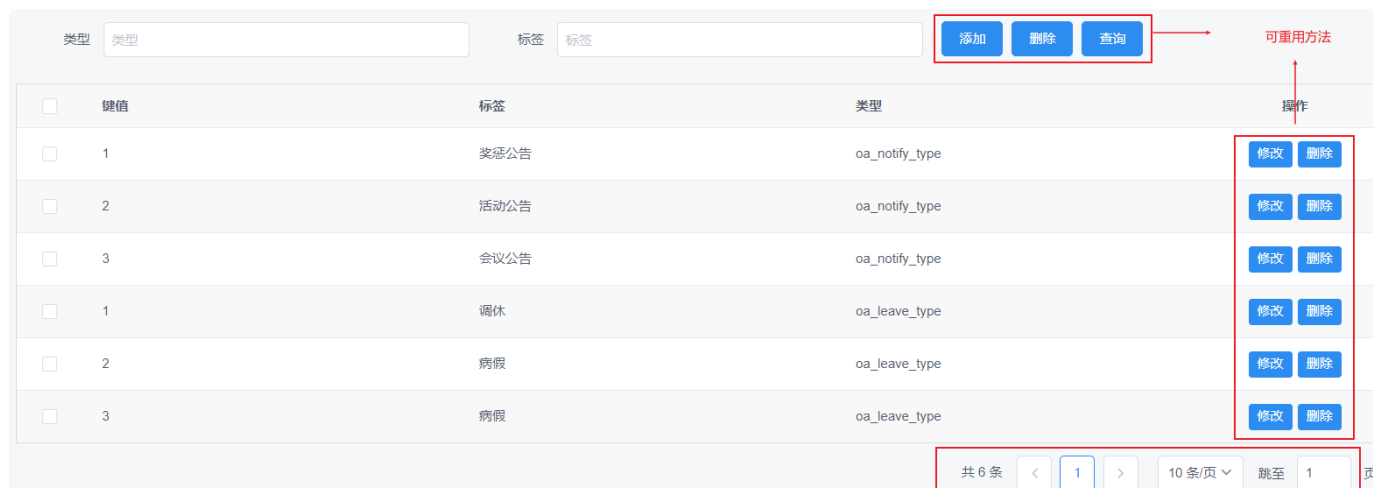 类型 类型 标签 标签 添加 删除 查询 可重用方法
键值 标签 类型 操作
1 奖惩公告 oa_notify_type 修改 删除
2 活动公告 oa_notify_type 修改 删除
3 会议公告 oa_notify_type 修改 删除
1 调休 oa_leave_type 修改 删除
2 病假 oa_leave_type 修改 删除
3 病假 oa_leave_type 修改 删除
共 6 条 < 1 > 10 条/页 跳至 1 页